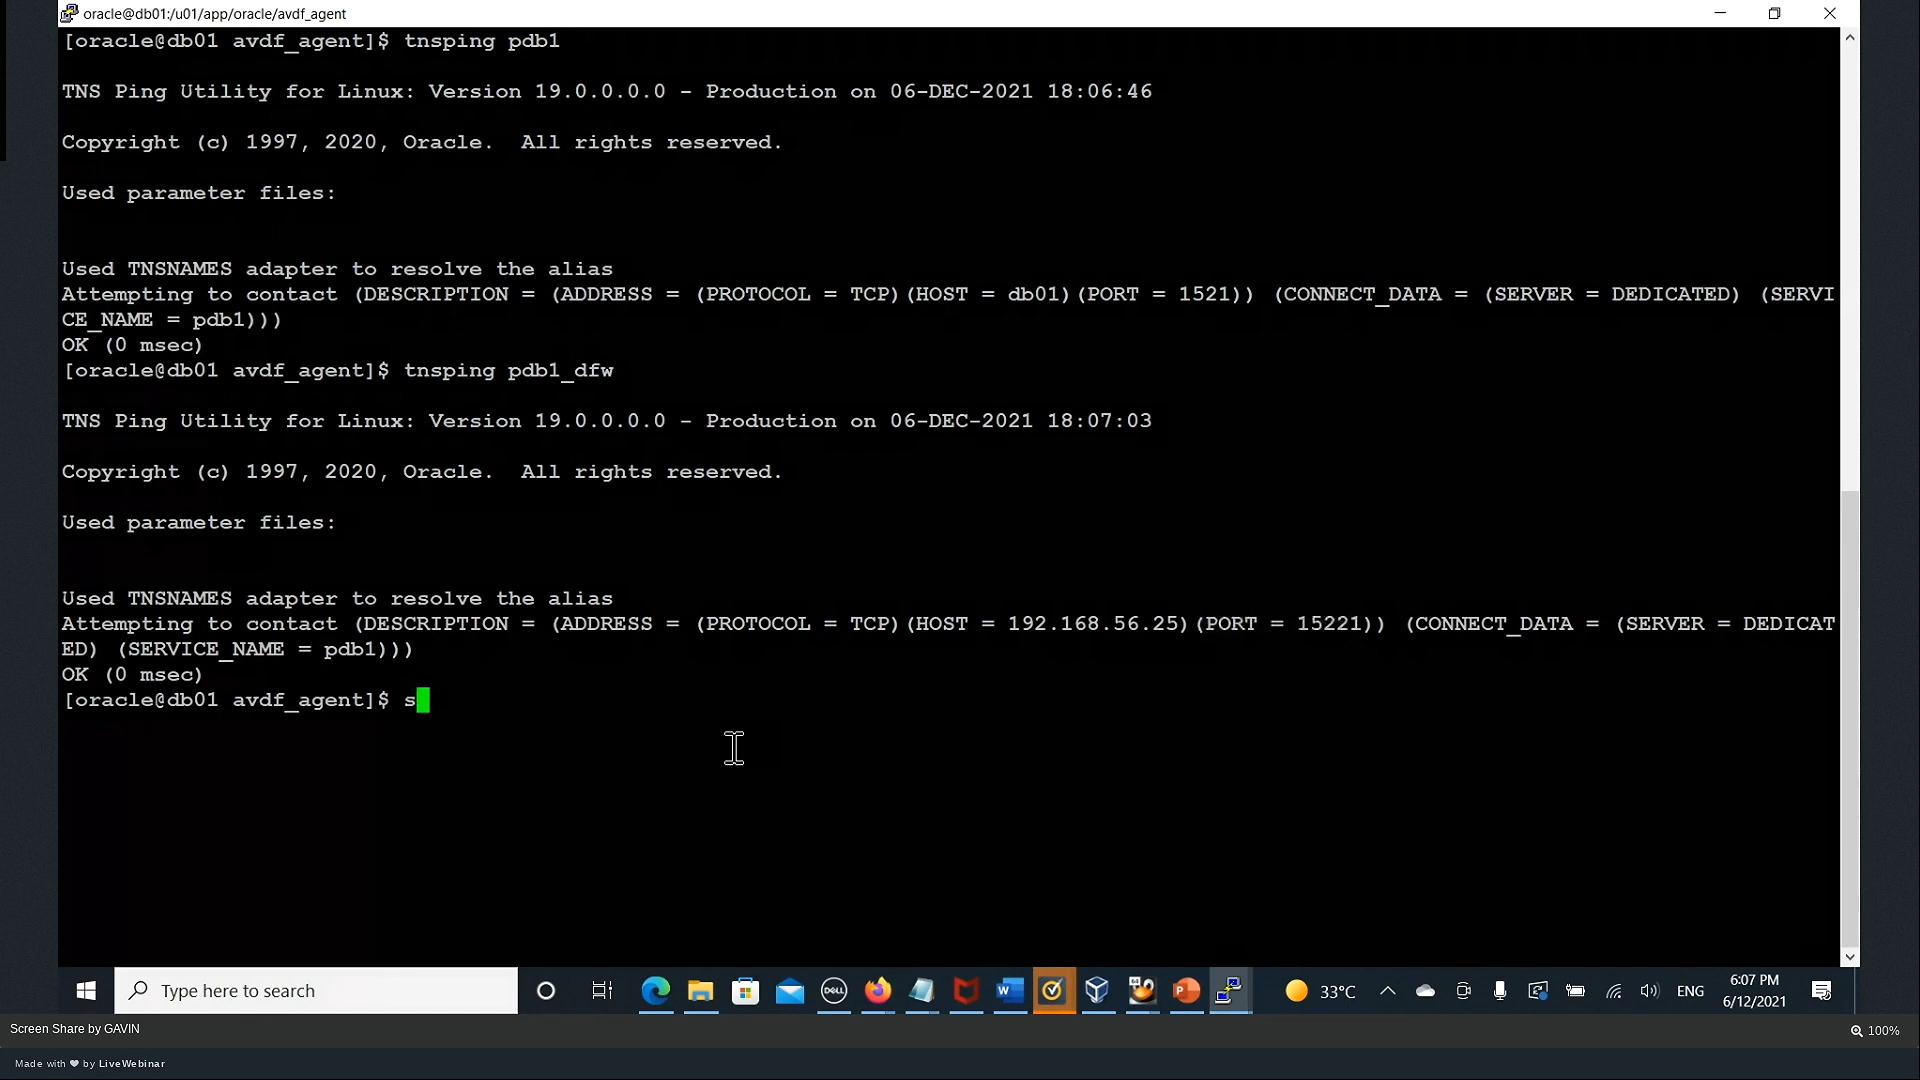 oracle@db01:/u01/app/oracle/avdf_agent
[oracle@db01 avdf_agent]$ tnsping pdb1
TNS Ping Utility for Linux: Version 19.0.0.0.0 - Production on 06-DEC-2021 18:06:46
Copyright (c) 1997, 2020, Oracle.  All rights reserved.
Used parameter files:
Used TNSNAMES adapter to resolve the alias
Attempting to contact (DESCRIPTION = (ADDRESS = (PROTOCOL = TCP)(HOST = db01)(PORT = 1521)) (CONNECT_DATA = (SERVER = DEDICATED) (SERVI
CE_NAME = pdb1)))
OK (0 msec)
[oracle@db01 avdf_agent]$ tnsping pdb1_dfw
TNS Ping Utility for Linux: Version 19.0.0.0.0 - Production on 06-DEC-2021 18:07:03
Copyright (c) 1997, 2020, Oracle.  All rights reserved.
Used parameter files:
Used TNSNAMES adapter to resolve the alias
Attempting to contact (DESCRIPTION = (ADDRESS = (PROTOCOL = TCP)(HOST = 192.168.56.25)(PORT = 15221)) (CONNECT_DATA = (SERVER = DEDICAT
ED) (SERVICE_NAME = pdb1)))
OK (0 msec)
[oracle@db01 avdf_agent]$ s
Type here to search
DELL
33°C
ENG
6:07 PM
6/12/2021
Screen Share by GAVIN
100%
Made with ❤ by LiveWebinar